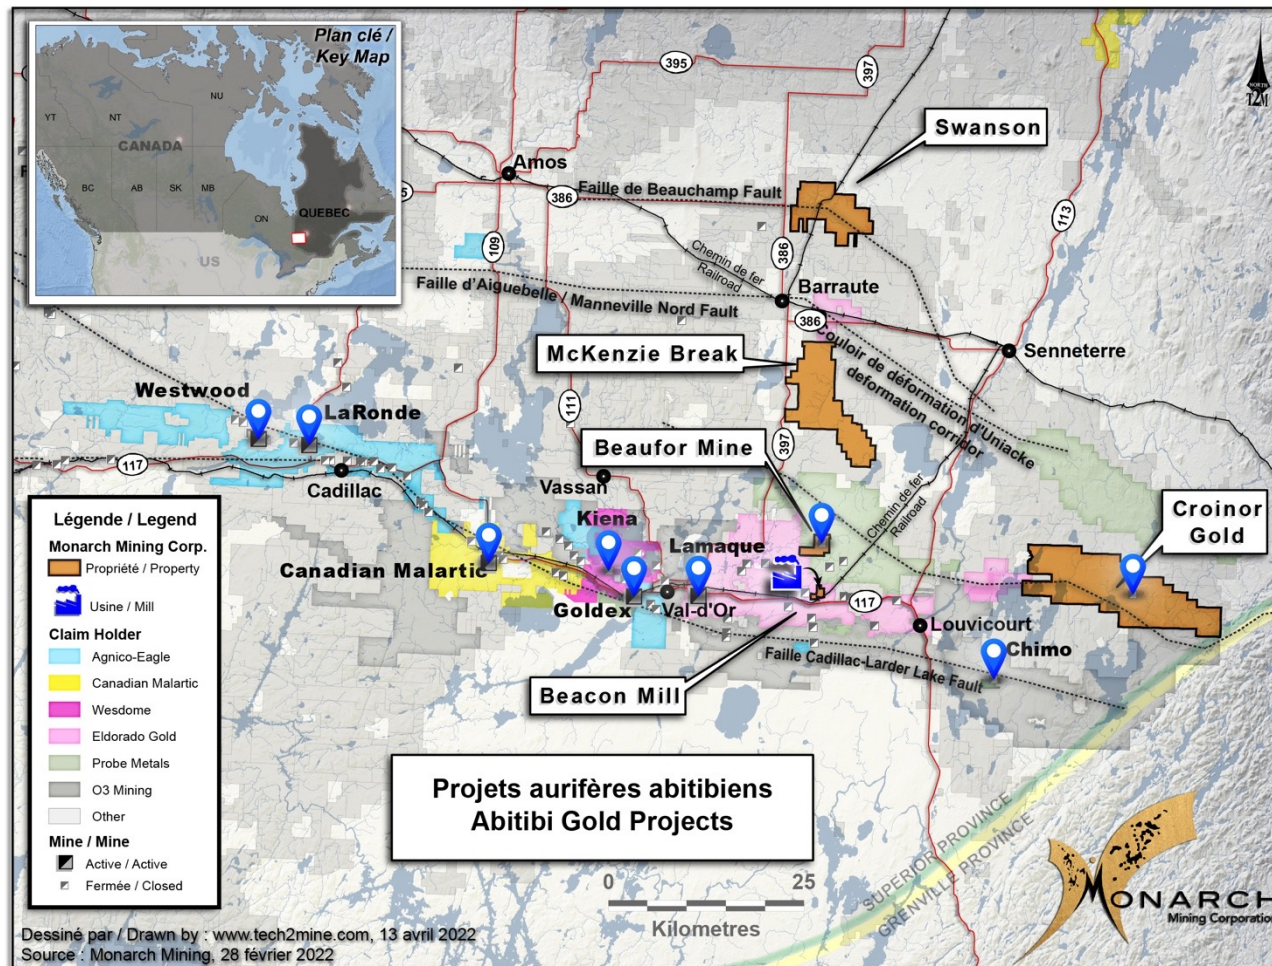 Plan clé /
Key Map
YT
NT
NU
CANADA
BC
AB
SK
MB
ON
QUEBEC
US
395
397
NORTH
T2M
Swanson
Amos
386
Faille de Beauchamp Fault
109
386
113
Chemin de fer
Railroad
Faille d'Aiguebelle / Manneville Nord Fault
Barraute
386
McKenzie Break
Couloir de déformation d'Uniacke
deformation corridor
Senneterre
Westwood
LaRonde
111
397
Beaufor Mine
117
Cadillac
Vassan
Chemin de fer
Railroad
Croinor
Gold
Kiena
Lamaque
Canadian Malartic
Goldex
Val-d'Or
117
Louvicourt
Chimo
Faille Cadillac-Larder Lake Fault
Beacon Mill
Légende / Legend
Monarch Mining Corp.
Propriété / Property
Usine / Mill
Claim Holder
Agnico-Eagle
Canadian Malartic
Wesdome
Eldorado Gold
Probe Metals
O3 Mining
Other
Mine / Mine
Active / Active
Fermée / Closed
Projets aurifères abitibiens
Abitibi Gold Projects
0 25
Kilometres
SUPERIOR PROVINCE
GRENVILLE PROVINCE
MONARCH
Mining Corporation
Dessiné par / Drawn by : www.tech2mine.com, 13 avril 2022
Source : Monarch Mining, 28 février 2022